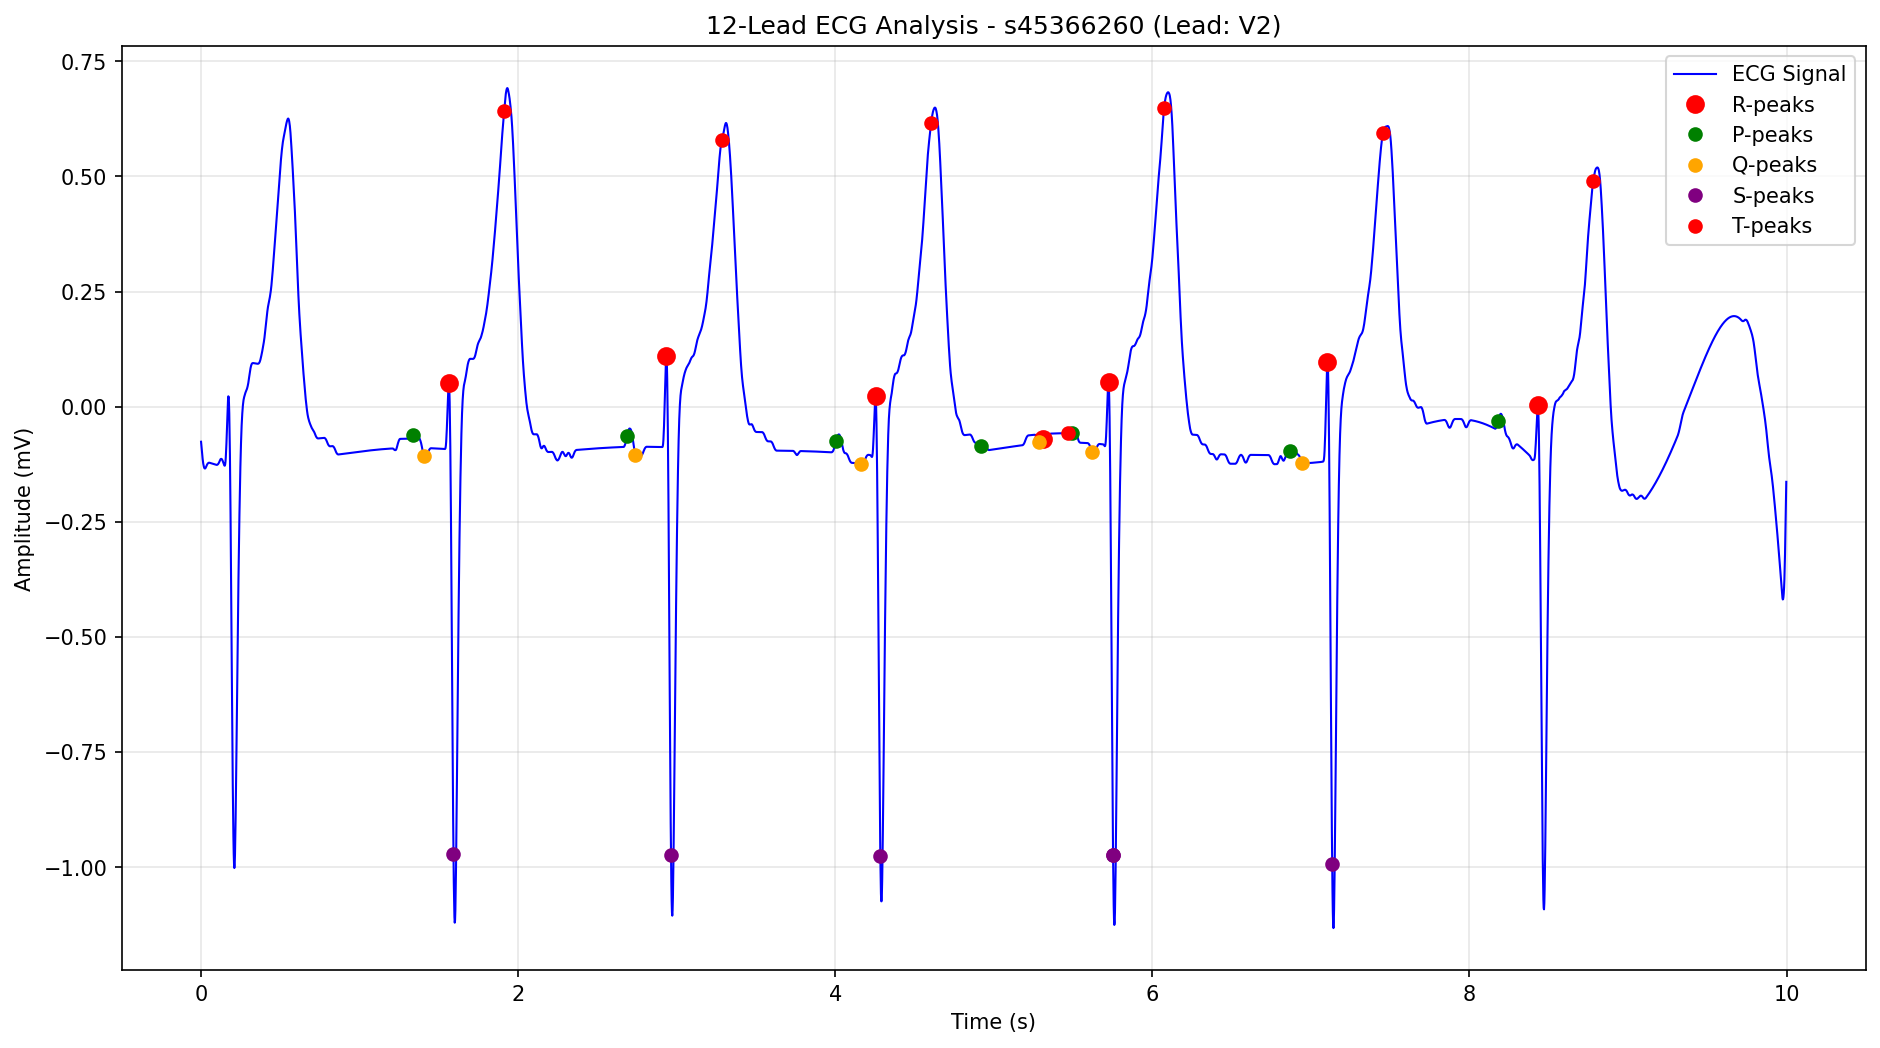 12-Lead ECG Analysis - s45366260 (Lead: V2)
ECG Signal
R-peaks
P-peaks
Q-peaks
S-peaks
T-peaks
Amplitude (mV)
0.75
0.50
0.25
0.00
−0.25
−0.50
−0.75
−1.00
0 2 4 6 8 10
Time (s)